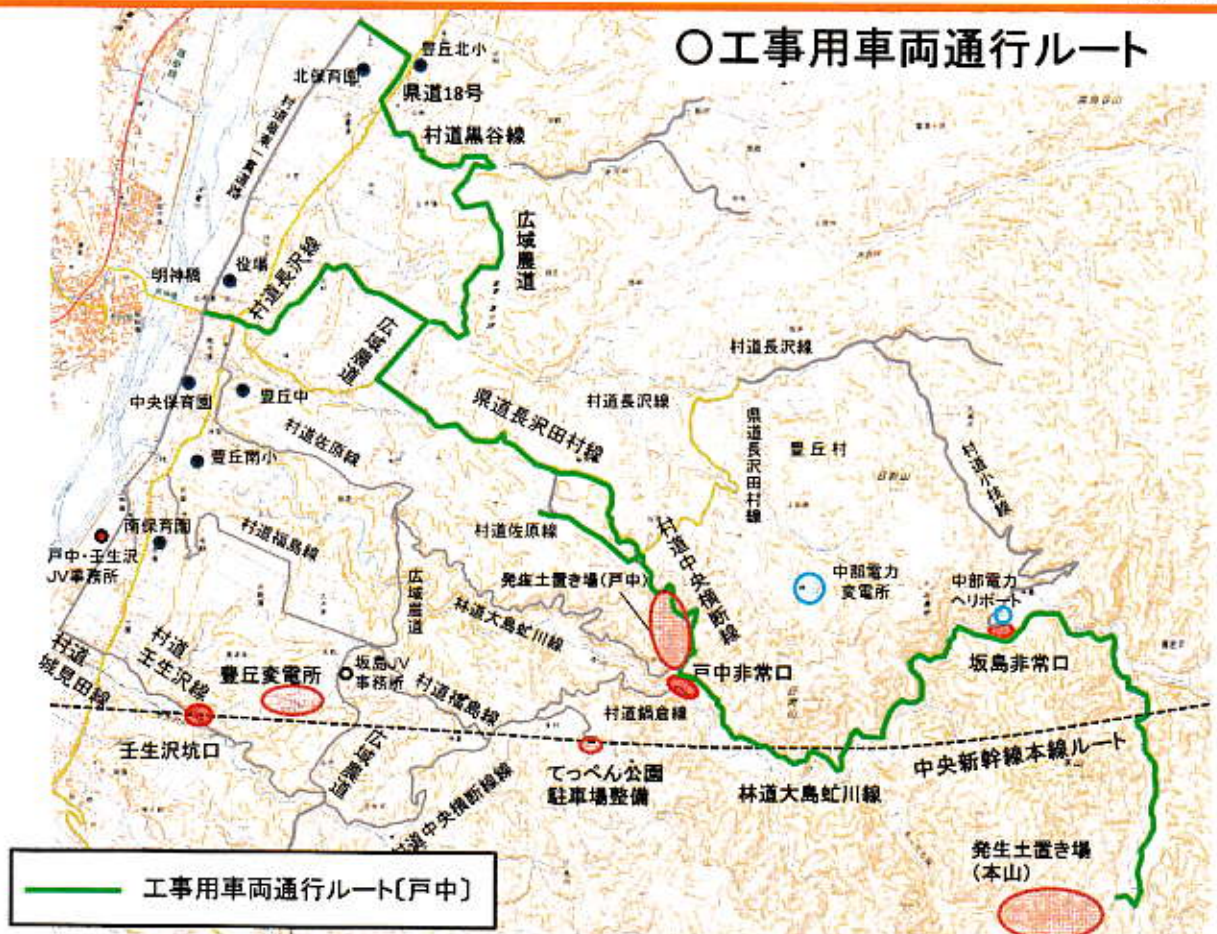 〇工事用車両通行ルート
豊丘北小
北保育園
県道18号
村道黒谷線
広域農道
役場
明神橋
村道長沢線
広域農道
村道長沢線
中央保育園
豊丘中
県道長沢田村線
村道長沢線
県道長沢田村線
豊丘村
村道佐原線
豊丘南小
村道小枝線
南保育園
村道福島線
村道佐原線
村道中央横断線
戸中・壬生沢
JV事務所
発生土置き場(戸中)
中部電力
変電所
中部電力
ヘリポート
広域農道
林道大島虻川線
村道
壬生沢線
村道
城見田線
豊丘変電所
坂島JV
事務所
村道福島線
戸中非常口
坂島非常口
村道鍋倉線
壬生沢坑口
広域農道
てっぺん公園
駐車場整備
中央新幹線本線ルート
林道大島虻川線
村道中央横断線線
発生土置き場
(本山)
工事用車両通行ルート〔戸中〕